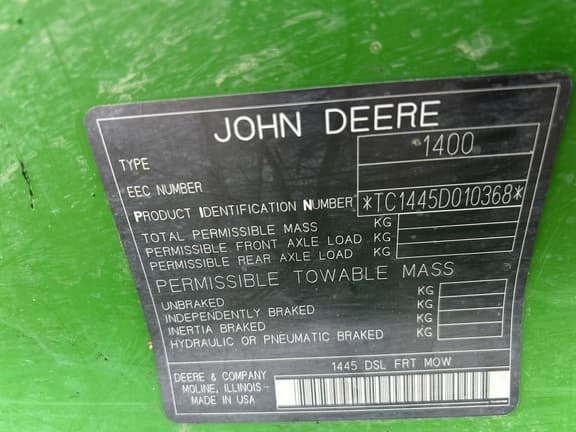 JOHN DEERE
TYPE 1400
EEC NUMBER
PRODUCT IDENTIFICATION NUMBER *TC1445D010368*
TOTAL PERMISSIBLE MASS KG
PERMISSIBLE FRONT AXLE LOAD KG
PERMISSIBLE REAR AXLE LOAD KG
PERMISSIBLE TOWABLE MASS
UNBRAKED KG
INDEPENDENTLY BRAKED KG
INERTIA BRAKED KG
HYDRAULIC OR PNEUMATIC BRAKED KG
1445 DSL FRT MOW
DEERE & COMPANY
MOLINE, ILLINOIS
MADE IN USA